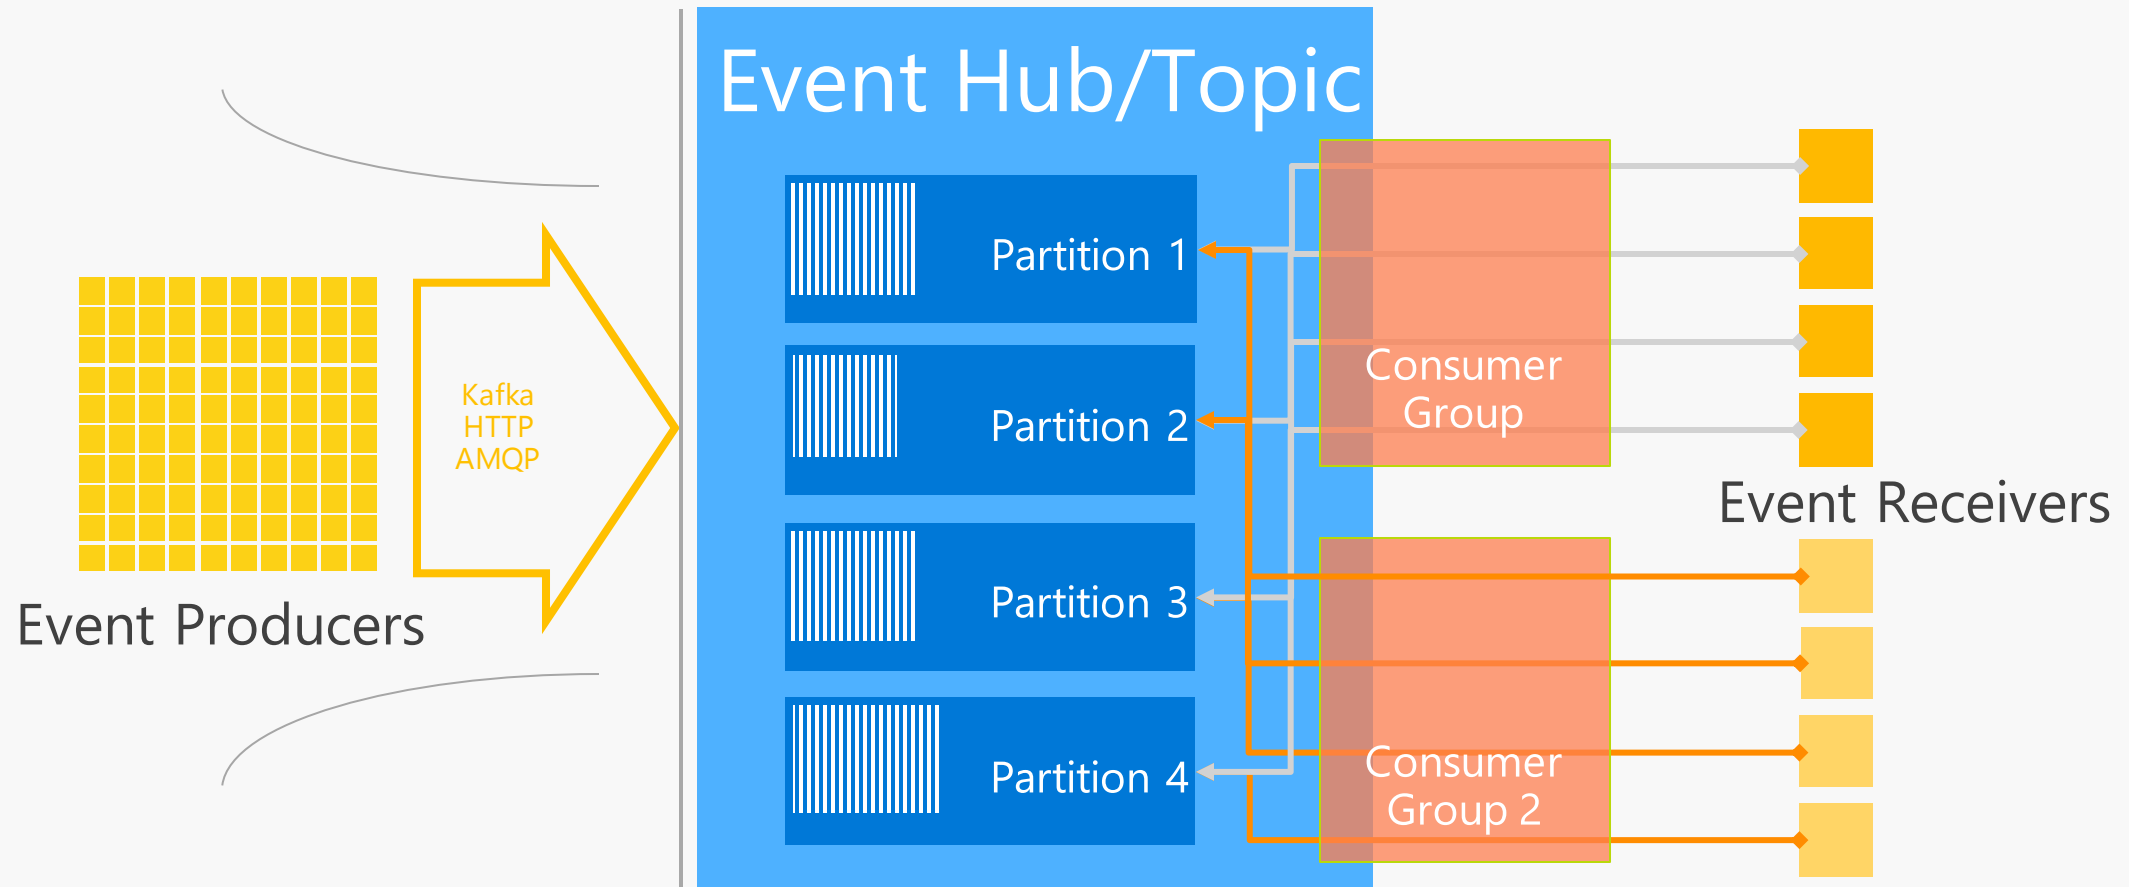 Event Hub/Topic
Partition 1
Partition 2
Partition 3
Partition 4
Kafka
HTTP
AMQP
Event Producers
Consumer
Group
Consumer
Group 2
Event Receivers